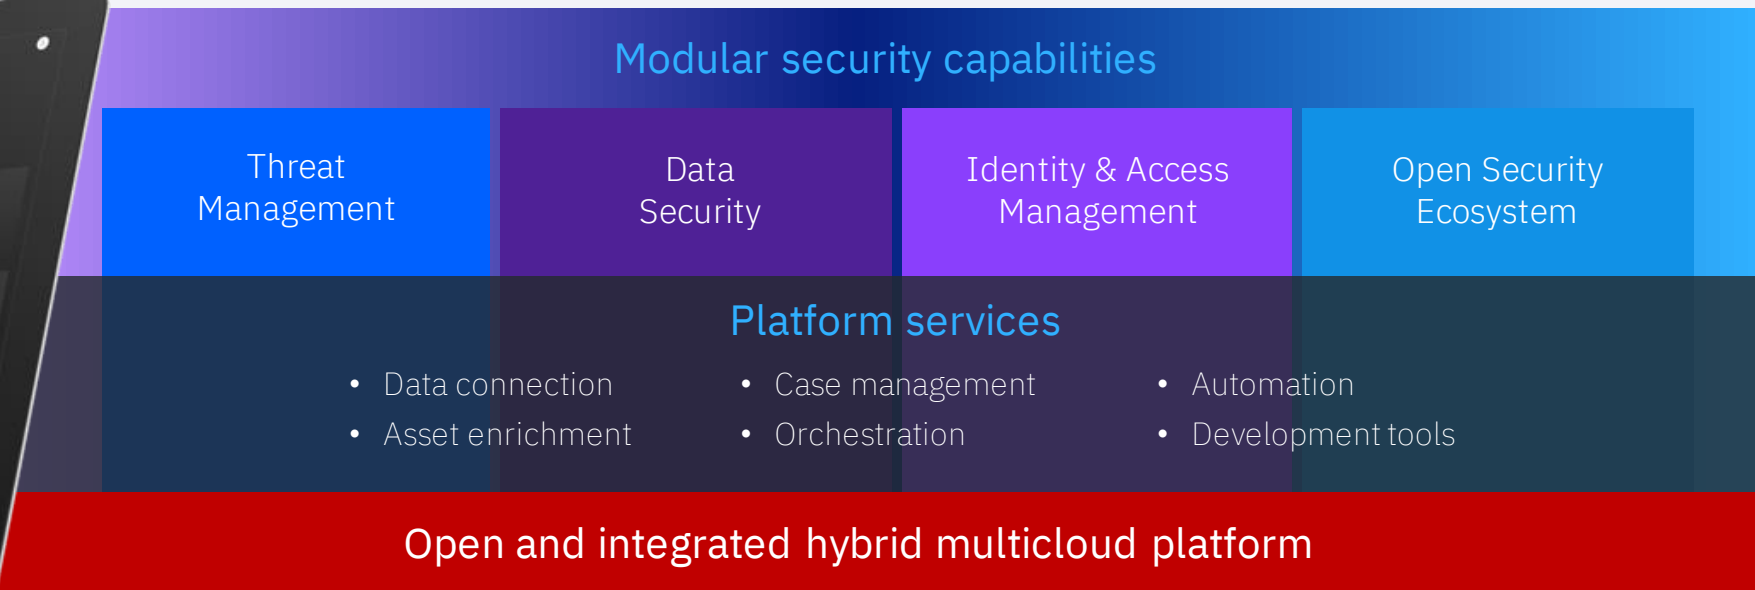 Modular security capabilities
Threat
Management
Data
Security
Identity & Access
Management
Open Security
Ecosystem
Platform services
• Data connection
• Asset enrichment
• Case management
• Orchestration
• Automation
• Development tools
Open and integrated hybrid multicloud platform